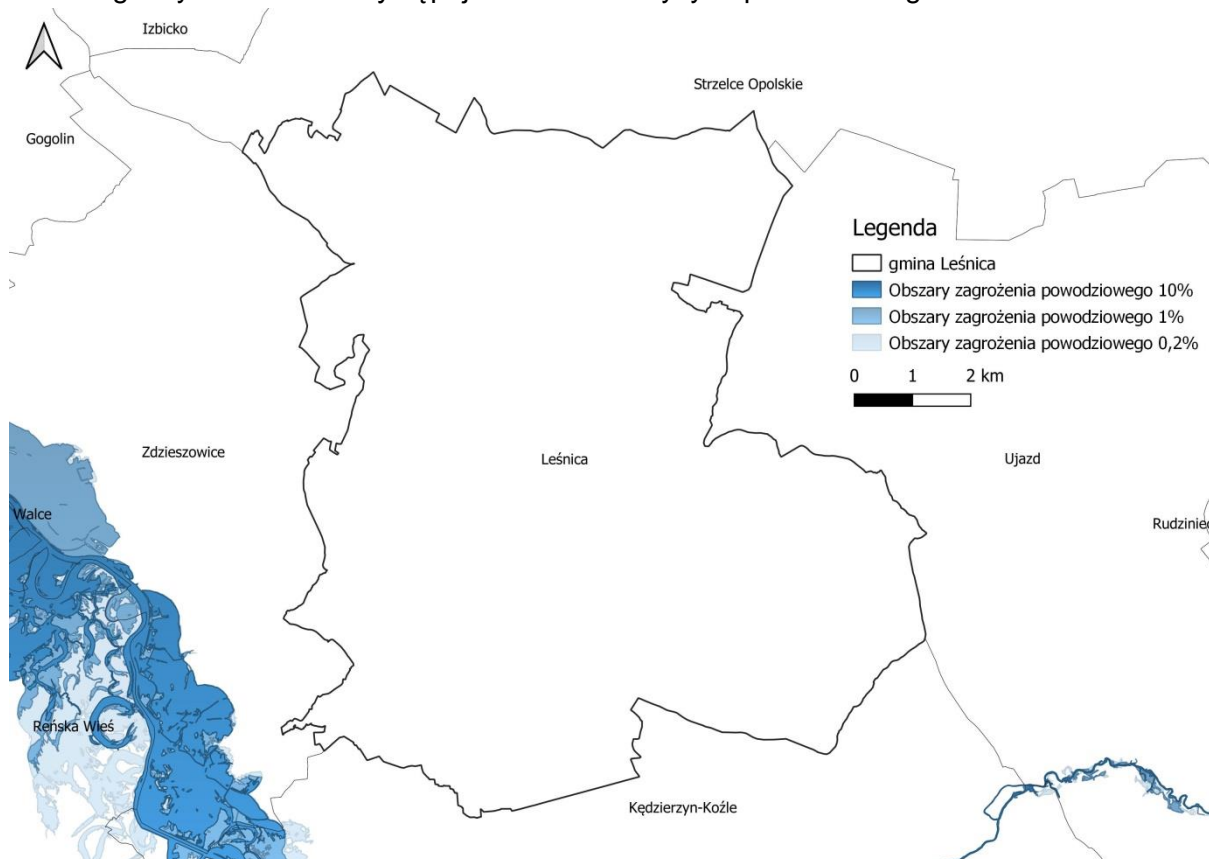 Izbicko
Strzelce Opolskie
Gogolin
Legenda
gmina Leśnica
Obszary zagrożenia powodziowego 10%
Obszary zagrożenia powodziowego 1%
Obszary zagrożenia powodziowego 0,2%
0 1 2 km
Zdzieszowice
Leśnica
Ujazd
Walce
Rudziniec
Reńska Wieś
Kędzierzyn-Koźle